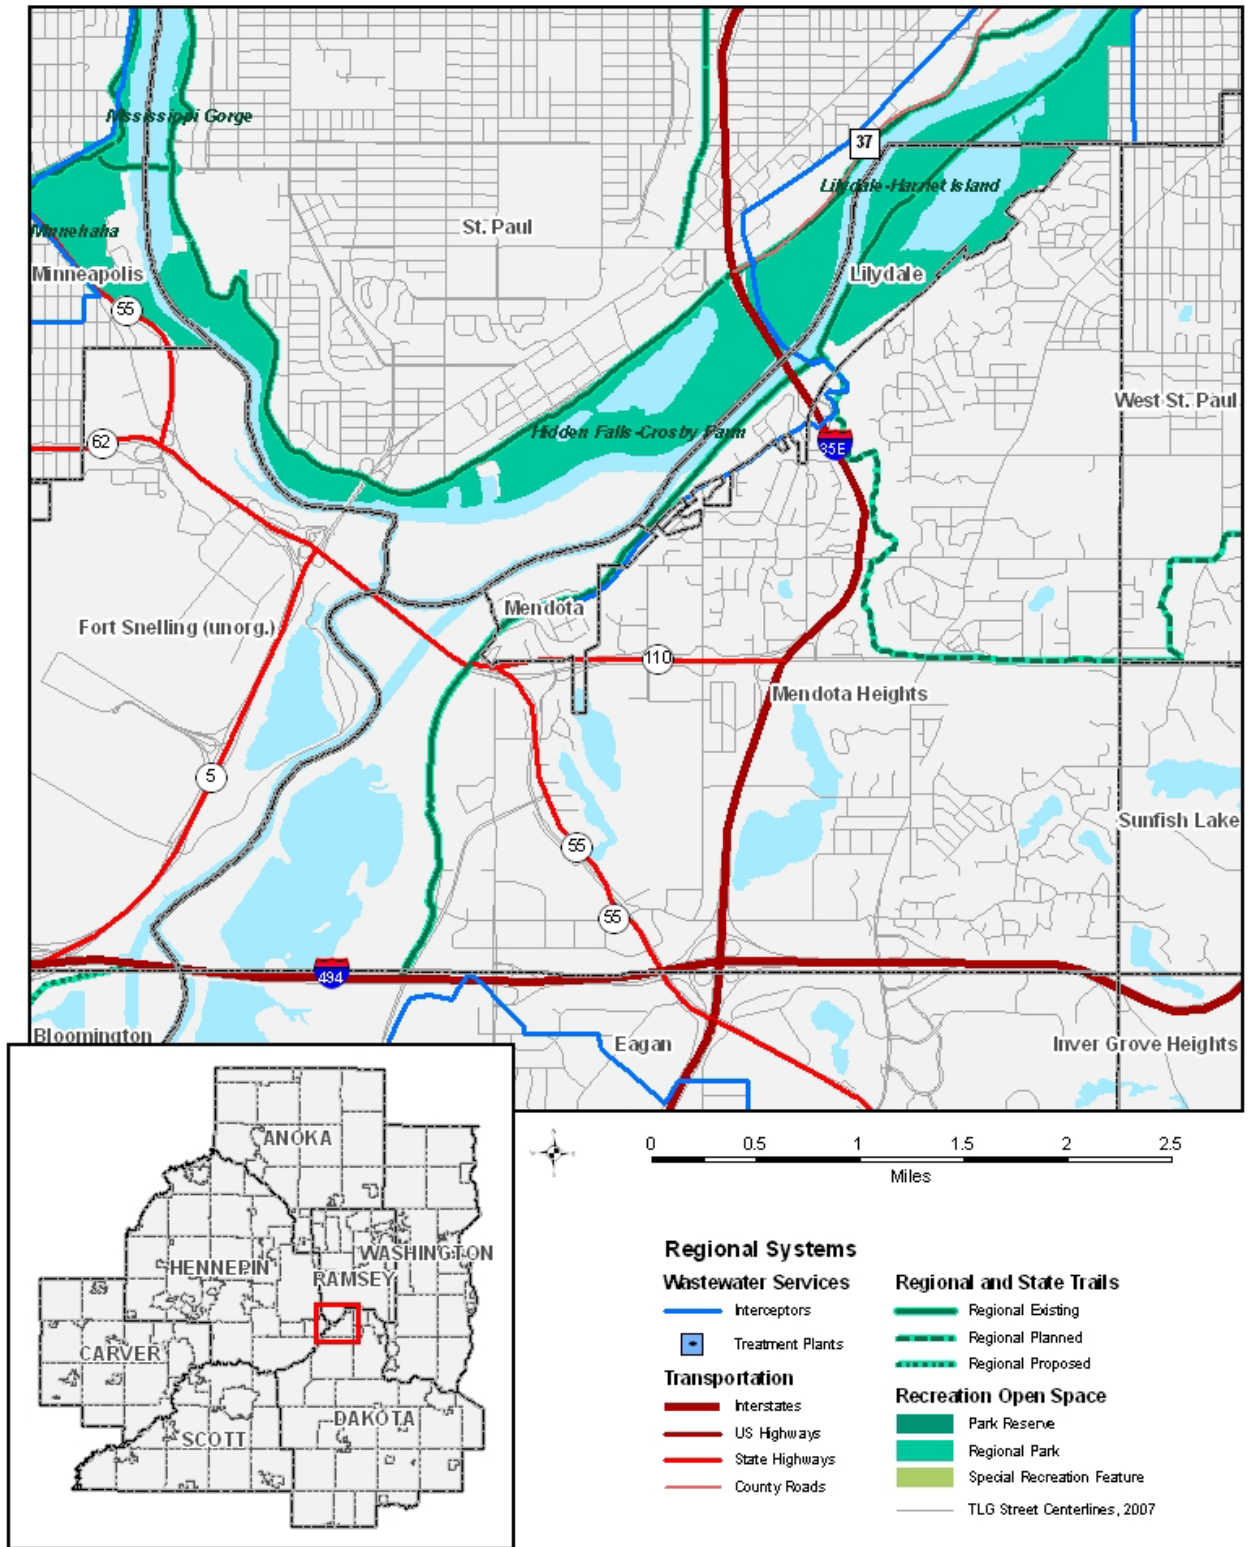 Mississippi Gorge
37
Lilydale-Harriet Island
St. Paul
Minnehaha
Minneapolis
Lilydale
55
West St. Paul
Hidden Falls-Crosby Farm
62
35E
Mendota
Fort Snelling (unorg.)
110
Mendota Heights
5
Sunfish Lake
55
55
494
Bloomington
Eagan
Inver Grove Heights
ANOKA
HENNEPIN
WASHINGTON
RAMSEY
CARVER
DAKOTA
SCOTT
0 0.5 1 1.5 2 2.5
Miles
Regional Systems
Wastewater Services
Interceptors
Treatment Plants
Transportation
Interstates
US Highways
State Highways
County Roads
Regional and State Trails
Regional Existing
Regional Planned
Regional Proposed
Recreation Open Space
Park Reserve
Regional Park
Special Recreation Feature
TLG Street Centerlines, 2007